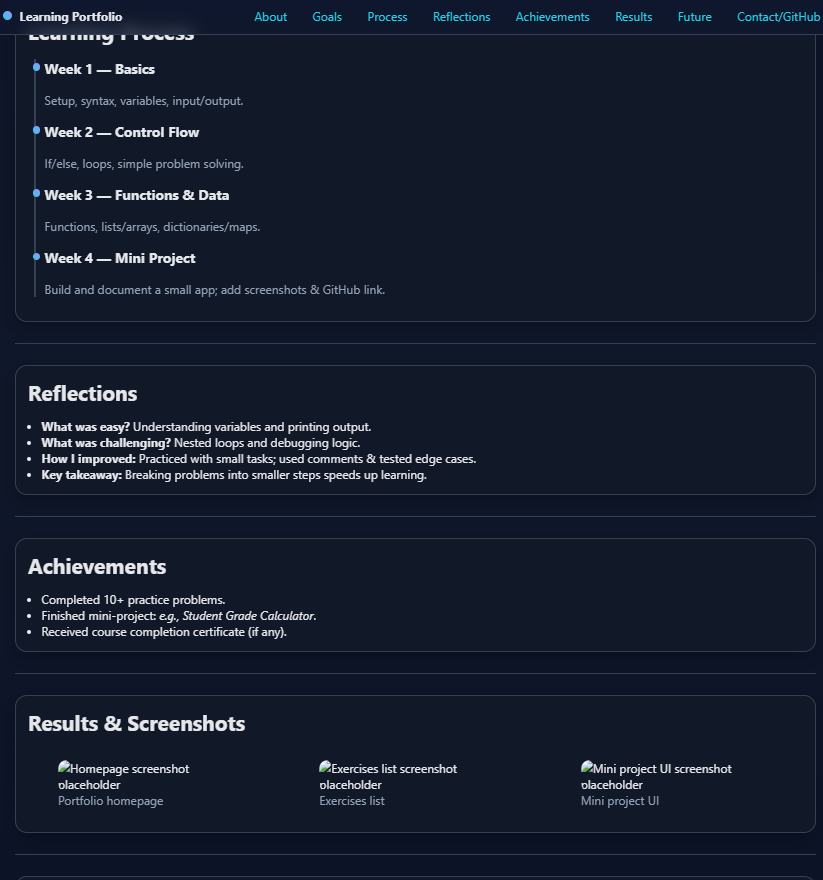 Learning Portfolio
About Goals Process Reflections Achievements Results Future Contact/GitHub
Learning Process
Week 1 — Basics
Setup, syntax, variables, input/output.
Week 2 — Control Flow
If/else, loops, simple problem solving.
Week 3 — Functions & Data
Functions, lists/arrays, dictionaries/maps.
Week 4 — Mini Project
Build and document a small app; add screenshots & GitHub link.
Reflections
• What was easy? Understanding variables and printing output.
• What was challenging? Nested loops and debugging logic.
• How I improved: Practiced with small tasks; used comments & tested edge cases.
• Key takeaway: Breaking problems into smaller steps speeds up learning.
Achievements
• Completed 10+ practice problems.
• Finished mini-project: e.g., Student Grade Calculator.
• Received course completion certificate (if any).
Results & Screenshots
Homepage screenshot
placeholder
Portfolio homepage
Exercises list screenshot
placeholder
Exercises list
Mini project UI screenshot
placeholder
Mini project UI